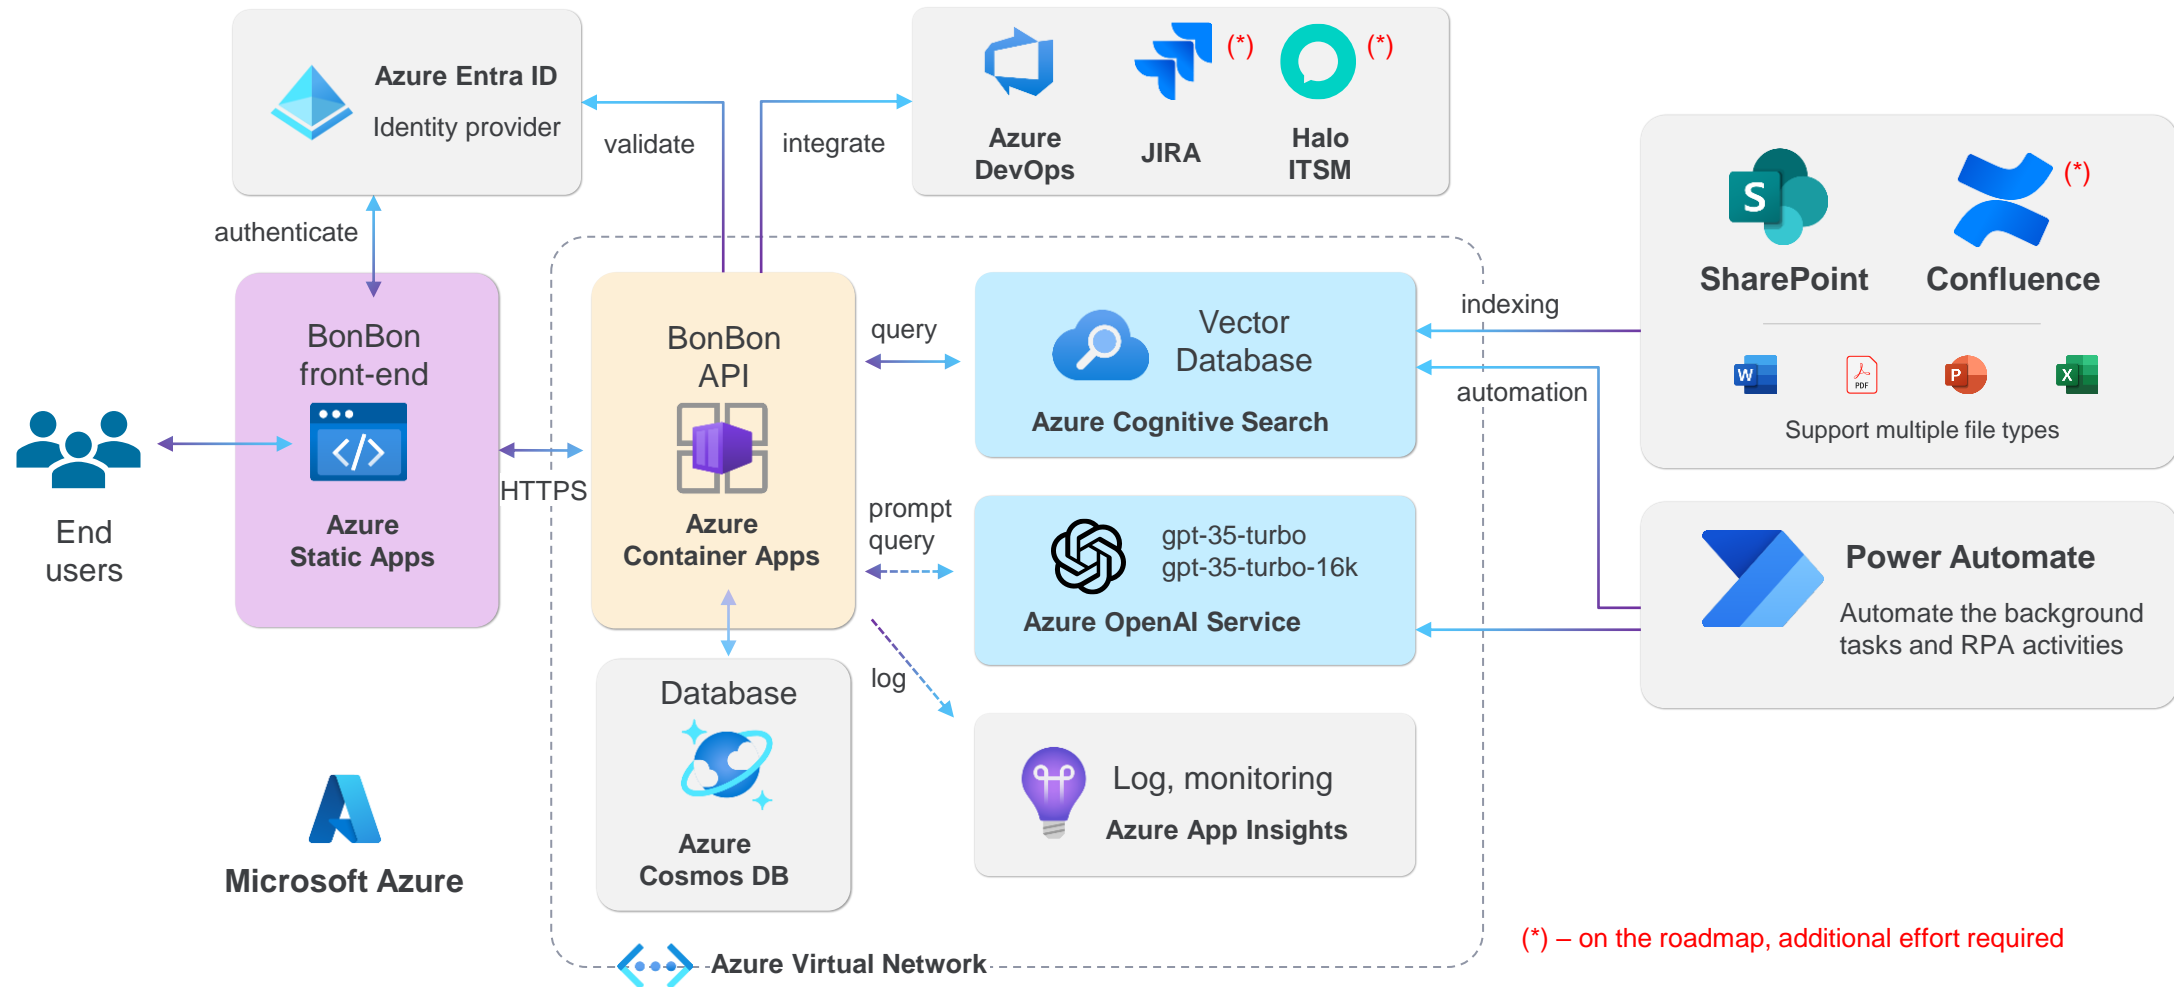 Azure Entra ID
Identity provider
validate
integrate
Azure
DevOps
JIRA
(*)
Halo
ITSM
(*)
authenticate
BonBon
front-end
Azure
Static Apps
End
users
HTTPS
BonBon
API
Azure
Container Apps
query
Vector
Database
Azure Cognitive Search
prompt
query
gpt-35-turbo
gpt-35-turbo-16k
Azure OpenAI Service
log
Database
Azure
Cosmos DB
Log, monitoring
Azure App Insights
indexing
automation
S
SharePoint
(*)
Confluence
W
PDF
P
X
Support multiple file types
Power Automate
Automate the background
tasks and RPA activities
Microsoft Azure
Azure Virtual Network
(*) – on the roadmap, additional effort required